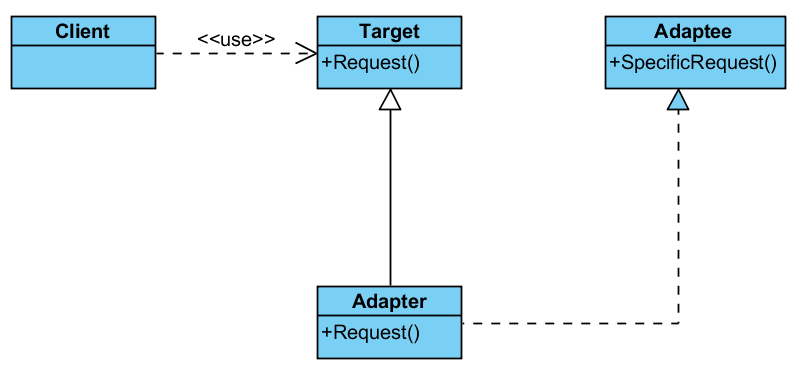 Client
<<use>>
Target
+Request()
Adaptee
+SpecificRequest()
Adapter
+Request()